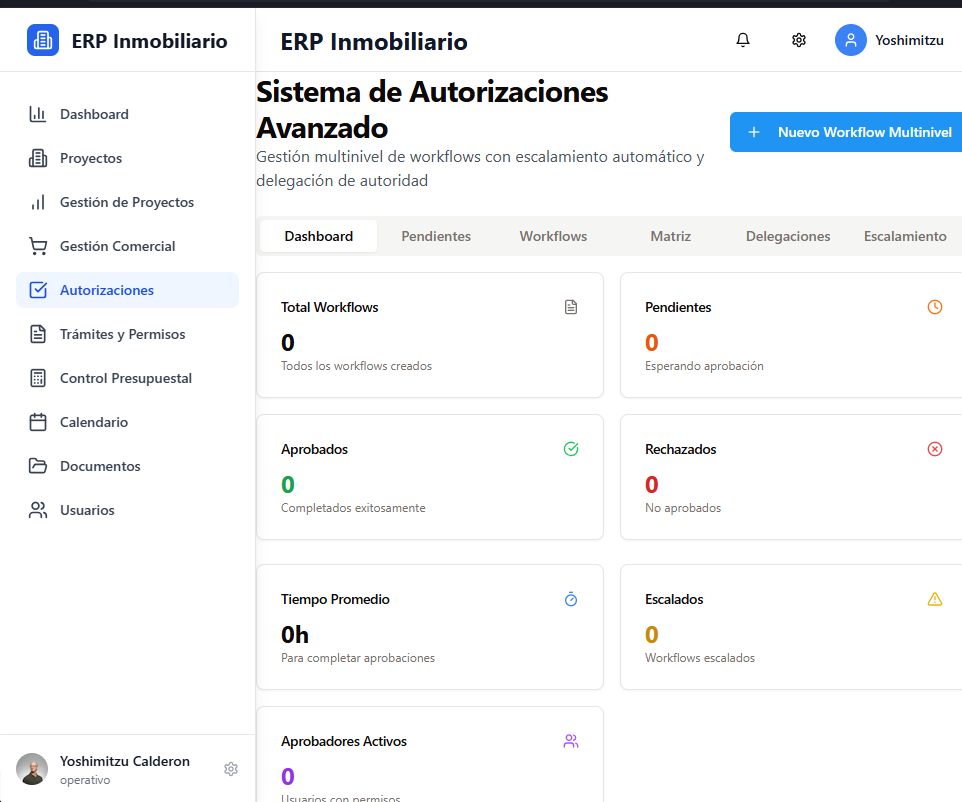 ERP Inmobiliario
Dashboard
Proyectos
Gestión de Proyectos
Gestión Comercial
Autorizaciones
Trámites y Permisos
Control Presupuestal
Calendario
Documentos
Usuarios
Yoshimitzu Calderon
operativo
ERP Inmobiliario
Yoshimitzu
Sistema de Autorizaciones
Avanzado
Gestión multinivel de workflows con escalamiento automático y
delegación de autoridad
Nuevo Workflow Multinivel
Dashboard Pendientes Workflows Matriz Delegaciones Escalamiento
Total Workflows
0
Todos los workflows creados
Pendientes
0
Esperando aprobación
Aprobados
0
Completados exitosamente
Rechazados
0
No aprobados
Tiempo Promedio
0h
Para completar aprobaciones
Escalados
0
Workflows escalados
Aprobadores Activos
0
Usuarios con permisos